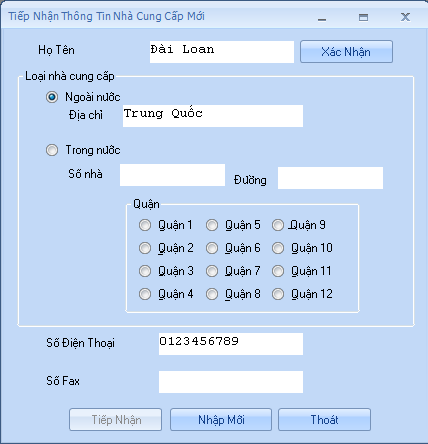 Tiếp Nhận Thông Tin Nhà Cung Cấp Mới
Họ Tên Đài Loan Xác Nhận
Loại nhà cung cấp
Ngoài nước
Địa chỉ Trung Quốc
Trong nước
Số nhà Đường
Quận
Quận 1 Quận 5 Quận 9
Quận 2 Quận 6 Quận 10
Quận 3 Quận 7 Quận 11
Quận 4 Quận 8 Quận 12
Số Điện Thoại 0123456789
Số Fax
Tiếp Nhận Nhập Mới Thoát